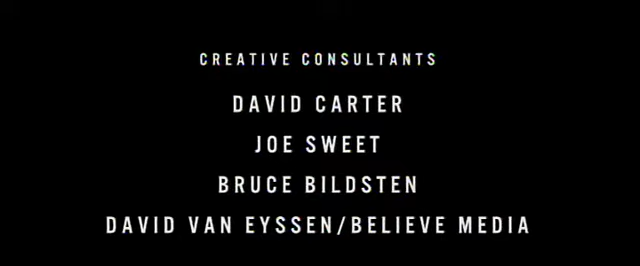 CREATIVE CONSULTANTS
DAVID CARTER
JOE SWEET
BRUCE BILDSTEN
DAVID VAN EYSSEN/BELIEVE MEDIA